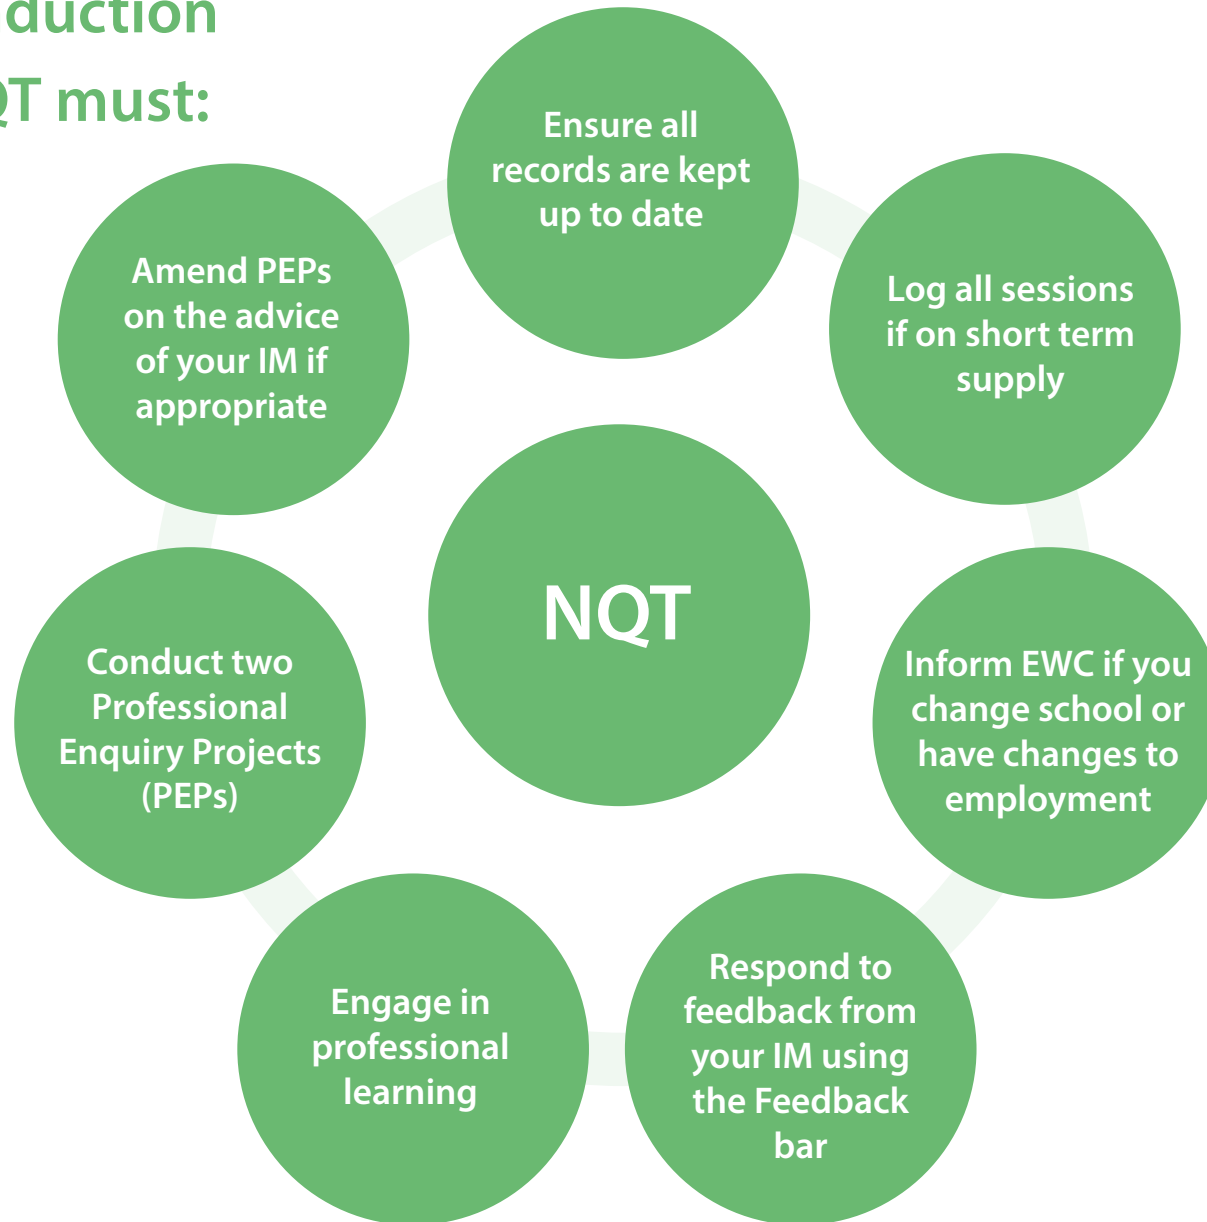 duction
QT must:
Ensure all
records are kept
up to date
Log all sessions
if on short term
supply
Inform EWC if you
change school or
have changes to
employment
Respond to
feedback from
your IM using
the Feedback
bar
Engage in
professional
learning
Conduct two
Professional
Enquiry Projects
(PEPs)
Amend PEPs
on the advice
of your IM if
appropriate
NQT